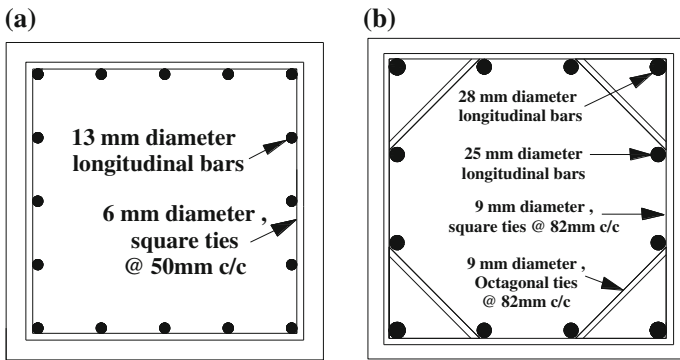 (a)
13 mm diameter
longitudinal bars
6 mm diameter ,
square ties
@ 50mm c/c
(b)
28 mm diameter
longitudinal bars
25 mm diameter
longitudinal bars
9 mm diameter ,
square ties @ 82mm c/c
9 mm diameter ,
Octagonal ties
@ 82mm c/c